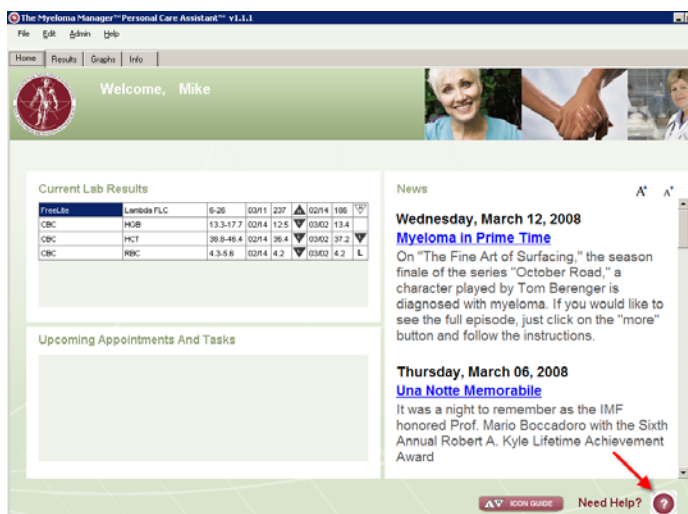 The Myeloma Manager™ Personal Care Assistant™ v1.1.1
File Edit Admin Help
Home Results Graphs Info
Welcome, Mike
Current Lab Results
FreeLite Lambda FLC 6-26 03/11 237 02/14 106
CBC HGB 13.3-17.7 02/14 12.5 03/02 13.4
CBC HCT 38.8-46.4 02/14 36.4 03/02 37.2
CBC RBC 4.3-5.6 02/14 4.2 03/02 4.2 L
Upcoming Appointments And Tasks
News A A
Wednesday, March 12, 2008
Myeloma in Prime Time
On "The Fine Art of Surfacing," the season
finale of the series "October Road," a
character played by Tom Berenger is
diagnosed with myeloma. If you would like to
see the full episode, just click on the "more"
button and follow the instructions.
Thursday, March 06, 2008
Una Notte Memorabile
It was a night to remember as the IMF
honored Prof. Mario Boccadoro with the Sixth
Annual Robert A. Kyle Lifetime Achievement
Award
ICON GUIDE Need Help? ?